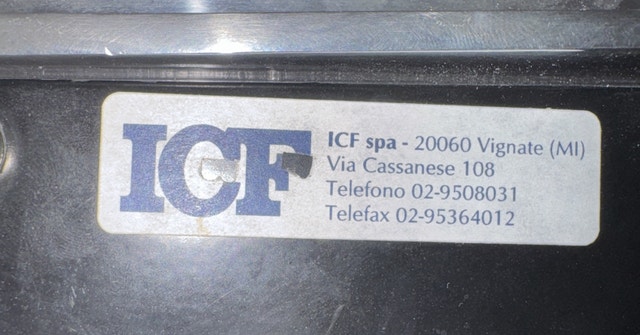 ICF
ICF spa - 20060 Vignate (MI)
Via Cassanese 108
Telefono 02-9508031
Telefax 02-95364012